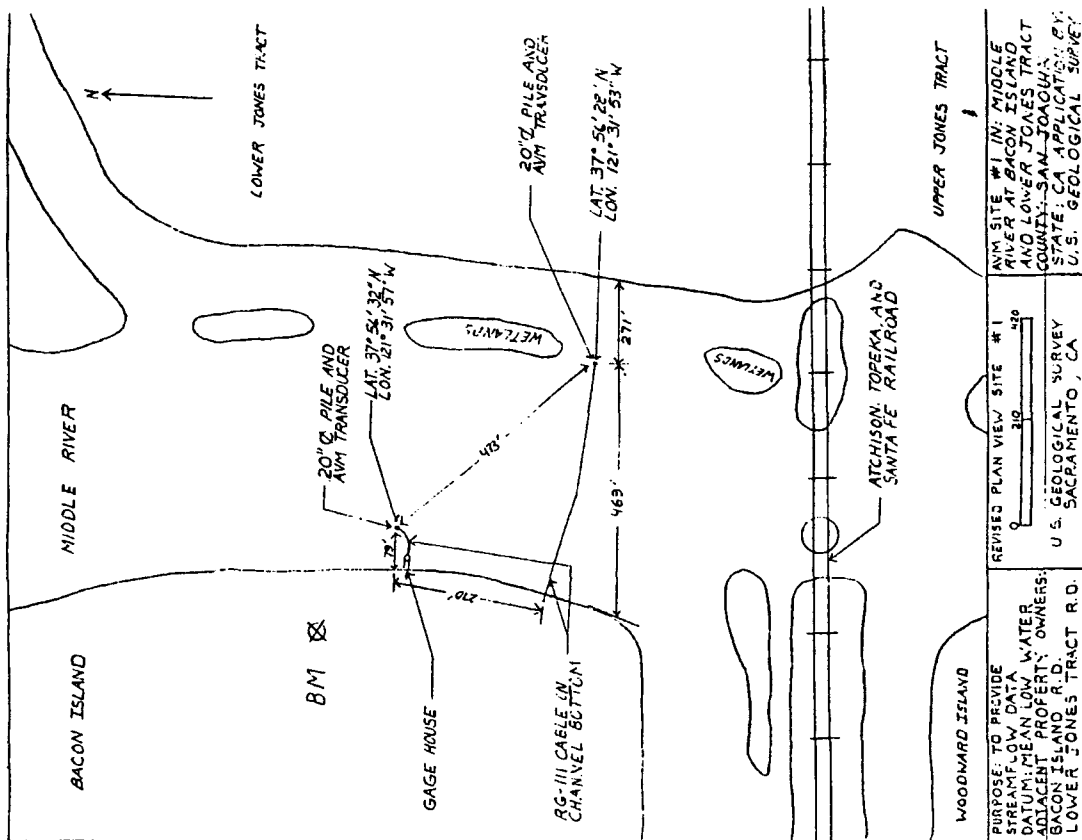 N
LOWER JONES TRACT
MIDDLE RIVER
BACON ISLAND
BM
20"⌀ PILE AND
AVM TRANSDUCER
LAT. 37° 56' 32" N
LON. 121° 31' 57" W
20"⌀ PILE AND
AVM TRANSDUCER
LAT. 37° 56' 28" N
LON. 121° 31' 53" W
WETLANDS
79'
473'
210'
271'
463'
GAGE HOUSE
RG-111 CABLE IN
CHANNEL BOTTOM
WETLANDS
ATCHISON, TOPEKA, AND
SANTA FE RAILROAD
UPPER JONES TRACT
WOODWARD ISLAND
PURPOSE: TO PROVIDE
STREAMFLOW DATA
DATUM: MEAN LOW WATER
ADJACENT PROPERTY OWNERS:
BACON ISLAND R.D.
LOWER JONES TRACT R.D.
REVISED PLAN VIEW SITE #1
0 210 420
U.S. GEOLOGICAL SURVEY
SACRAMENTO, CA
AVM SITE #1 IN: MIDDLE
RIVER AT BACON ISLAND
AND LOWER JONES TRACT
COUNTY: SAN JOAQUIN
STATE: CA APPLICATION BY:
U.S. GEOLOGICAL SURVEY